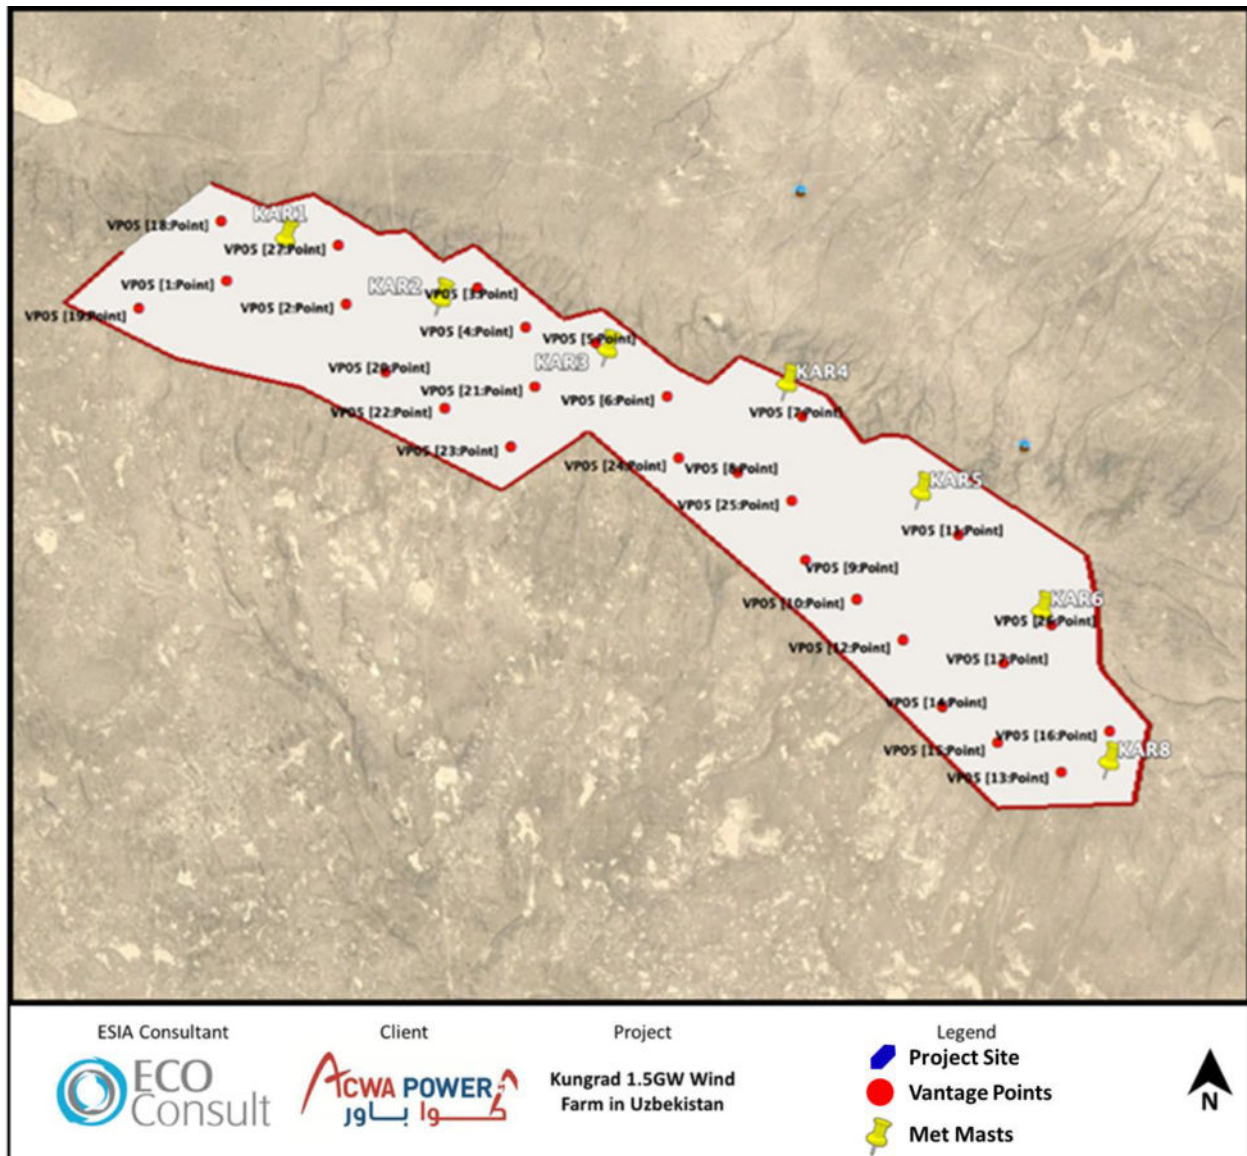 KAR1
VP05 [18:Point]
VP05 [27:Point]
VP05 [1:Point]
KAR2
VP05 [3:Point]
VP05 [2:Point]
VP05 [19:Point]
VP05 [4:Point]
VP05 [5:Point]
KAR3
VP05 [20:Point]
KAR4
VP05 [21:Point]
VP05 [6:Point]
VP05 [22:Point]
VP05 [7:Point]
VP05 [23:Point]
VP05 [24:Point]
VP05 [8:Point]
KAR5
VP05 [25:Point]
VP05 [11:Point]
VP05 [9:Point]
VP05 [10:Point]
KAR6
VP05 [26:Point]
VP05 [12:Point]
VP05 [17:Point]
VP05 [14:Point]
VP05 [16:Point]
VP05 [15:Point]
KAR8
VP05 [13:Point]
ESIA Consultant
ECO
Consult
Client
ACWA POWER
اكوا باور
Project
Kungrad 1.5GW Wind
Farm in Uzbekistan
Legend
Project Site
Vantage Points
Met Masts
N